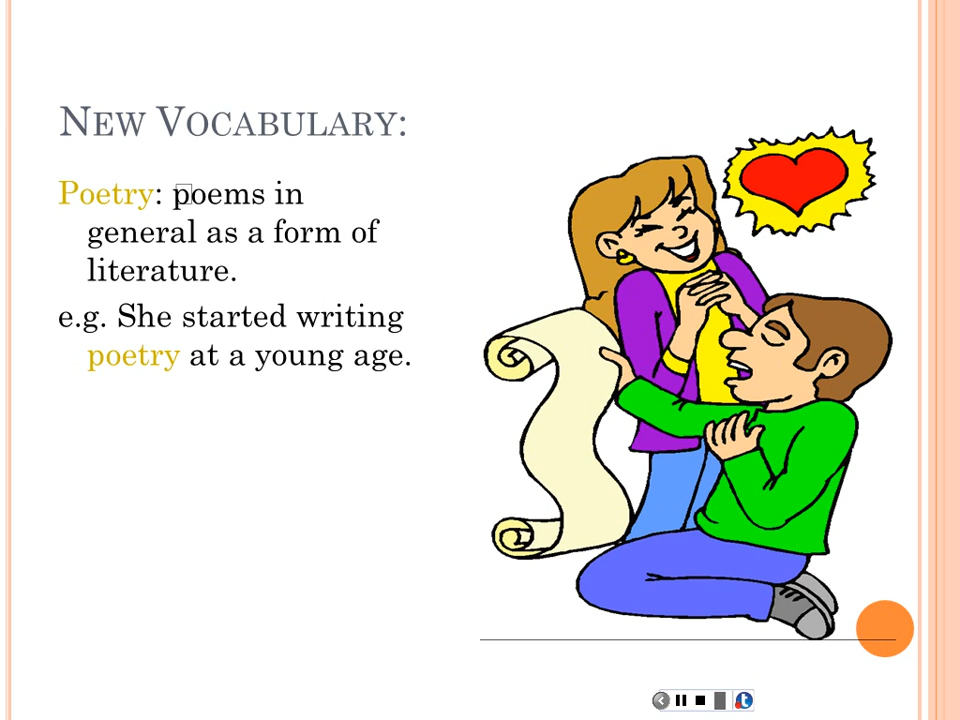 NEW VOCABULARY:
Poetry: poems in
general as a form of
literature.
e.g. She started writing
poetry at a young age.